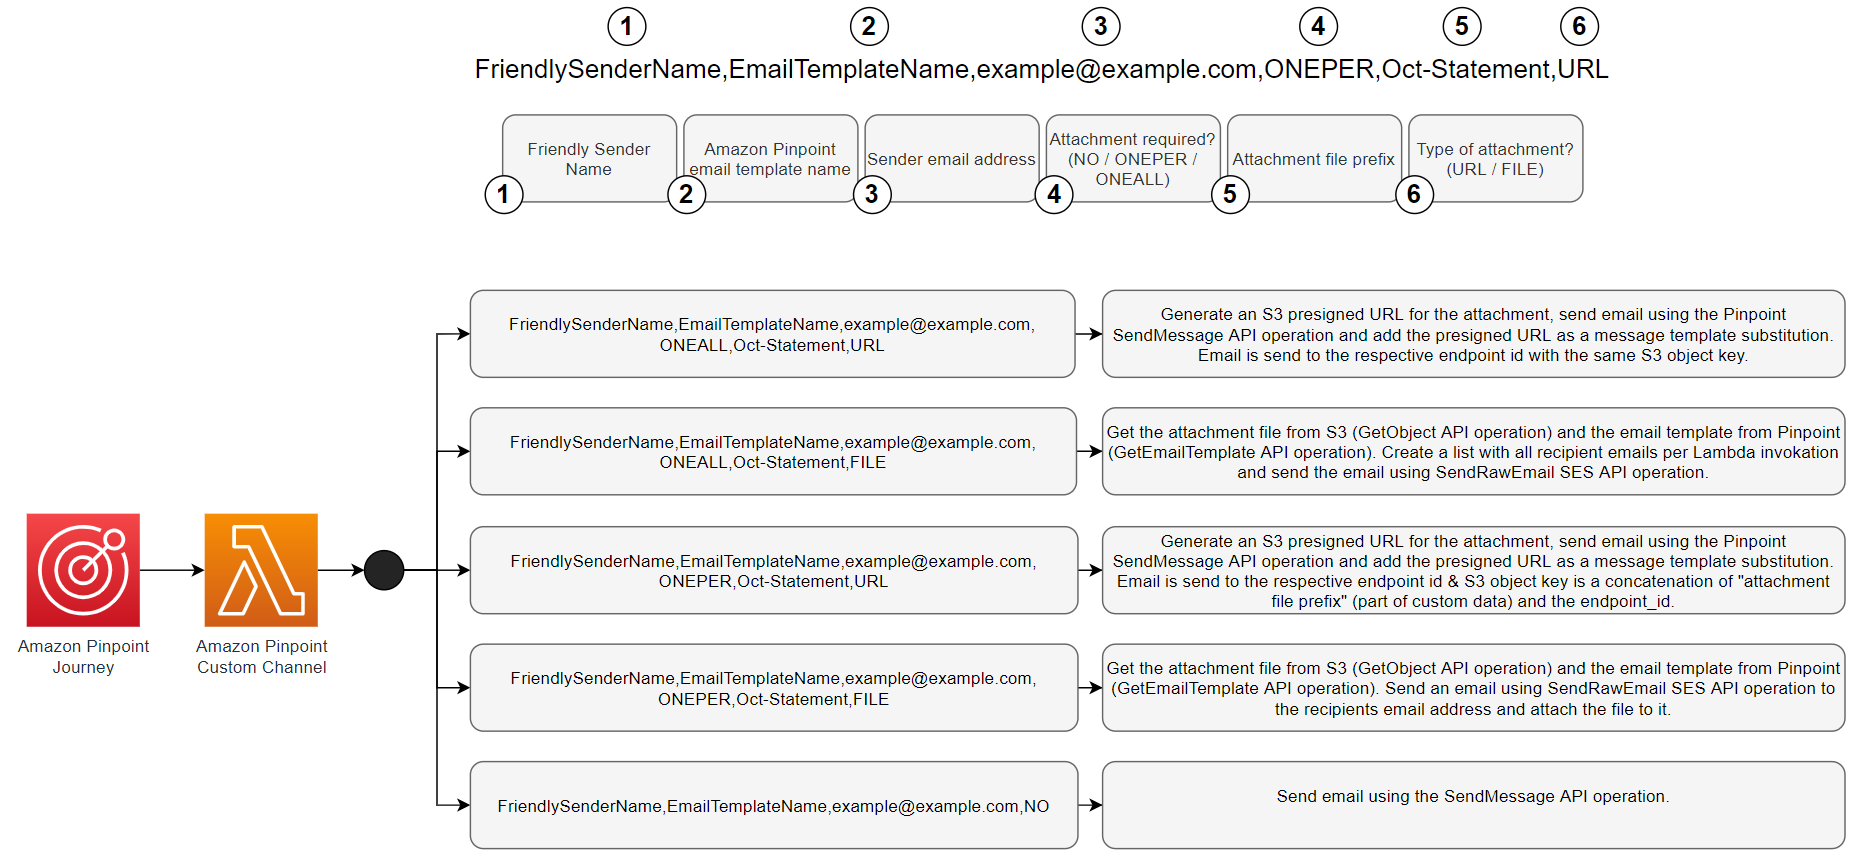 1 2 3 4 5 6
FriendlySenderName,EmailTemplateName,example@example.com,ONEPER,Oct-Statement,URL
Friendly Sender
Name
1
Amazon Pinpoint
email template name
2
Sender email address
3
Attachment required?
(NO / ONEPER /
ONEALL)
4
Attachment file prefix
5
Type of attachment?
(URL / FILE)
6
Amazon Pinpoint
Journey
Amazon Pinpoint
Custom Channel
FriendlySenderName,EmailTemplateName,example@example.com,
ONEALL,Oct-Statement,URL
Generate an S3 presigned URL for the attachment, send email using the Pinpoint
SendMessage API operation and add the presigned URL as a message template substitution.
Email is send to the respective endpoint id with the same S3 object key.
FriendlySenderName,EmailTemplateName,example@example.com,
ONEALL,Oct-Statement,FILE
Get the attachment file from S3 (GetObject API operation) and the email template from Pinpoint
(GetEmailTemplate API operation). Create a list with all recipient emails per Lambda invokation
and send the email using SendRawEmail SES API operation.
FriendlySenderName,EmailTemplateName,example@example.com,
ONEPER,Oct-Statement,URL
Generate an S3 presigned URL for the attachment, send email using the Pinpoint
SendMessage API operation and add the presigned URL as a message template substitution.
Email is send to the respective endpoint id & S3 object key is a concatenation of "attachment
file prefix" (part of custom data) and the endpoint_id.
FriendlySenderName,EmailTemplateName,example@example.com,
ONEPER,Oct-Statement,FILE
Get the attachment file from S3 (GetObject API operation) and the email template from Pinpoint
(GetEmailTemplate API operation). Send an email using SendRawEmail SES API operation to
the recipients email address and attach the file to it.
FriendlySenderName,EmailTemplateName,example@example.com,NO
Send email using the SendMessage API operation.